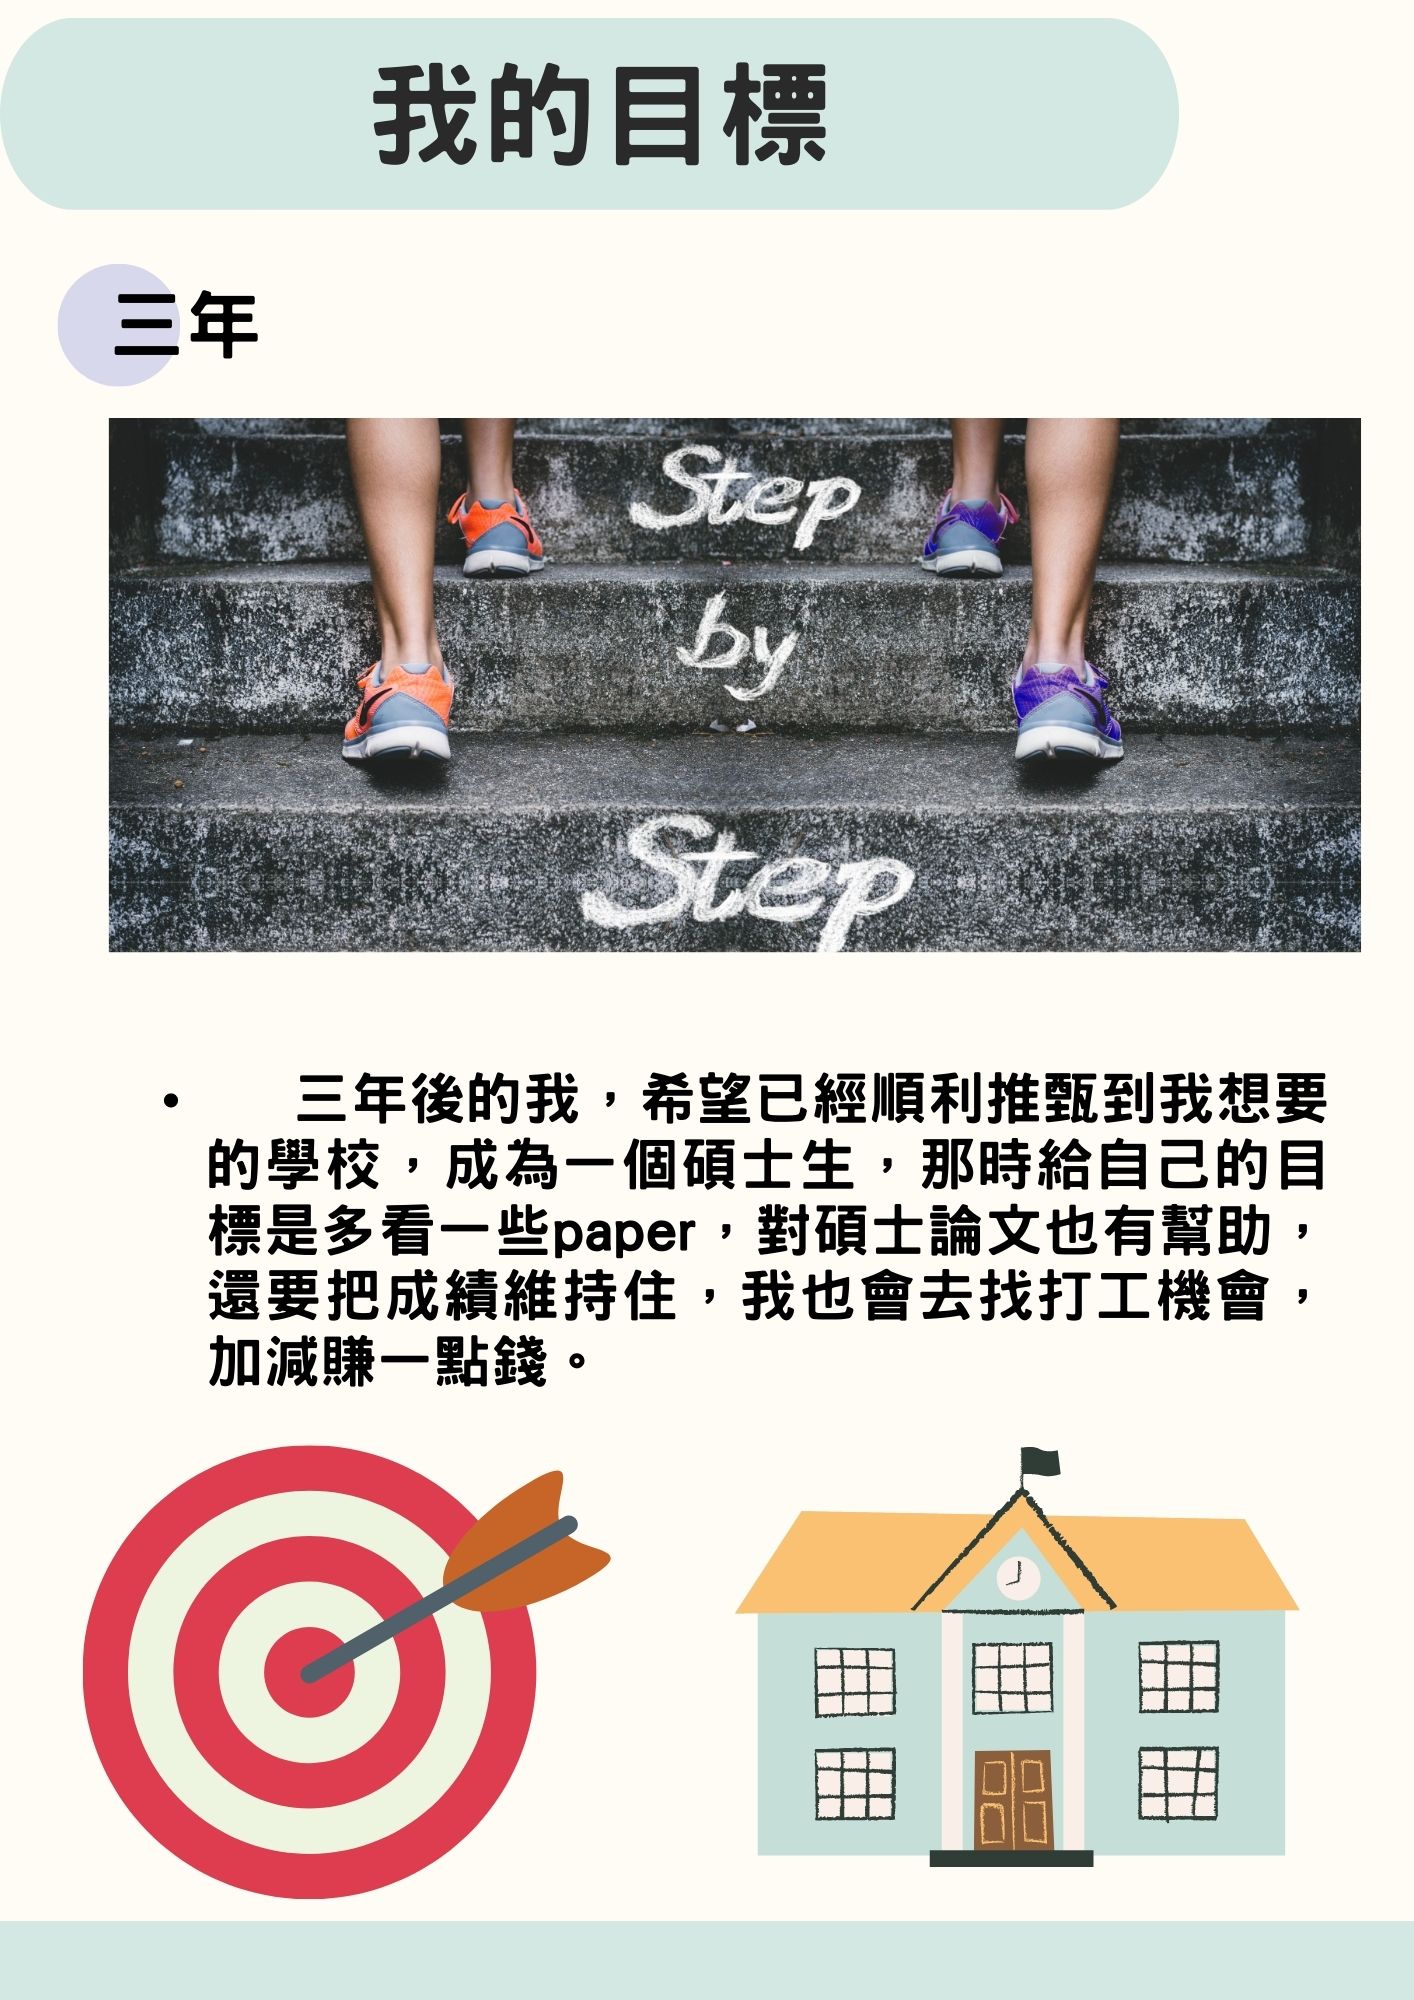 我的目標
三年
Step
by
Step
• 三年後的我，希望已經順利推甄到我想要
的學校，成為一個碩士生，那時給自己的目
標是多看一些paper，對碩士論文也有幫助，
還要把成績維持住，我也會去找打工機會，
加減賺一點錢。